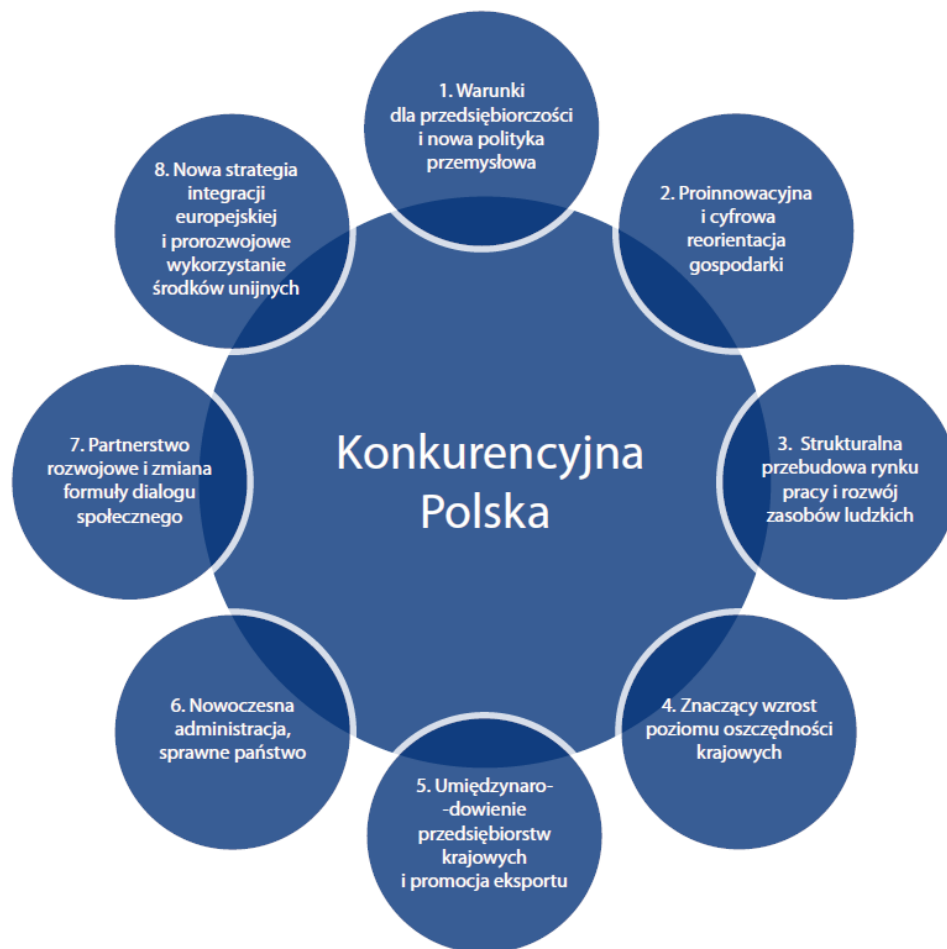 1. Warunki
dla przedsiębiorczości
i nowa polityka
przemysłowa
2. Proinnowacyjna
i cyfrowa
reorientacja
gospodarki
3. Strukturalna
przebudowa rynku
pracy i rozwój
zasobów ludzkich
4. Znaczący wzrost
poziomu oszczędności
krajowych
5. Umiędzynaro-
-dowienie
przedsiębiorstw
krajowych
i promocja eksportu
6. Nowoczesna
administracja,
sprawne państwo
7. Partnerstwo
rozwojowe i zmiana
formuły dialogu
społecznego
8. Nowa strategia
integracji
europejskiej
i prorozwojowe
wykorzystanie
środków unijnych
Konkurencyjna
Polska